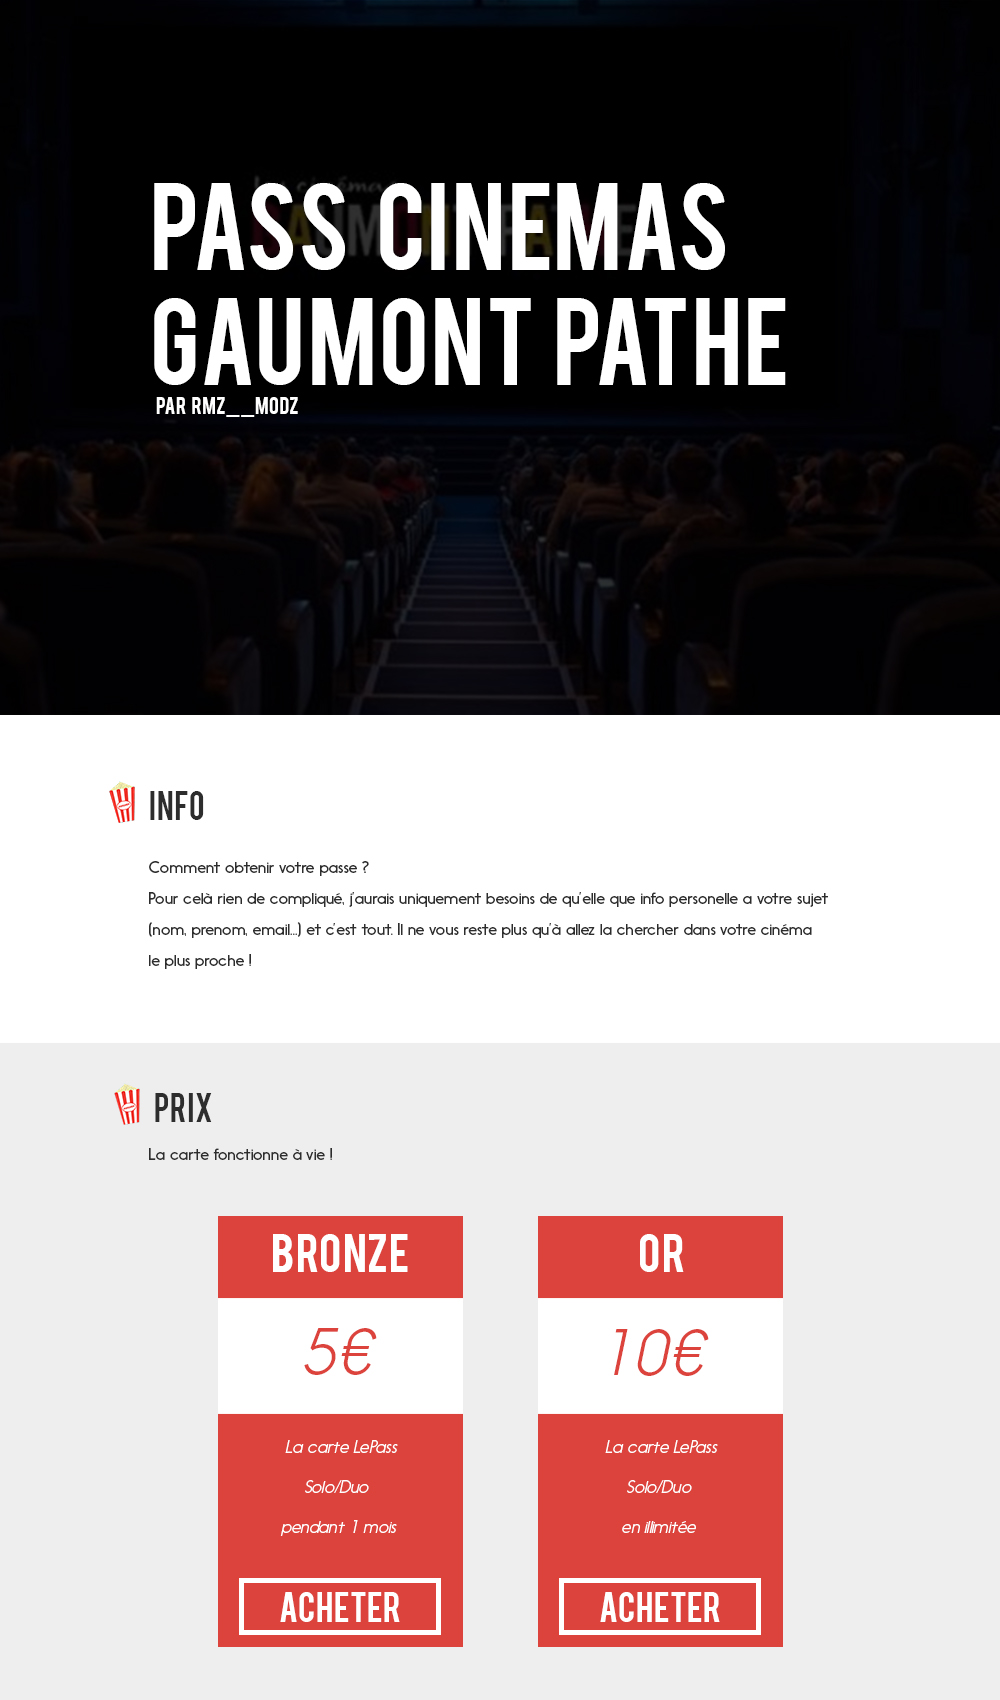 PASS CINEMAS
GAUMONT PATHE
PAR RMZ__MODZ
INFO
Comment obtenir votre passe ?
Pour celà rien de compliqué, j'aurais uniquement besoins de qu'elle que info personelle a votre sujet
(nom, prenom, email...) et c'est tout. Il ne vous reste plus qu'à allez la chercher dans votre cinéma
le plus proche !
PRIX
La carte fonctionne à vie !
BRONZE
5€
La carte LePass
Solo/Duo
pendant 1 mois
ACHETER
OR
10€
La carte LePass
Solo/Duo
en illimitée
ACHETER